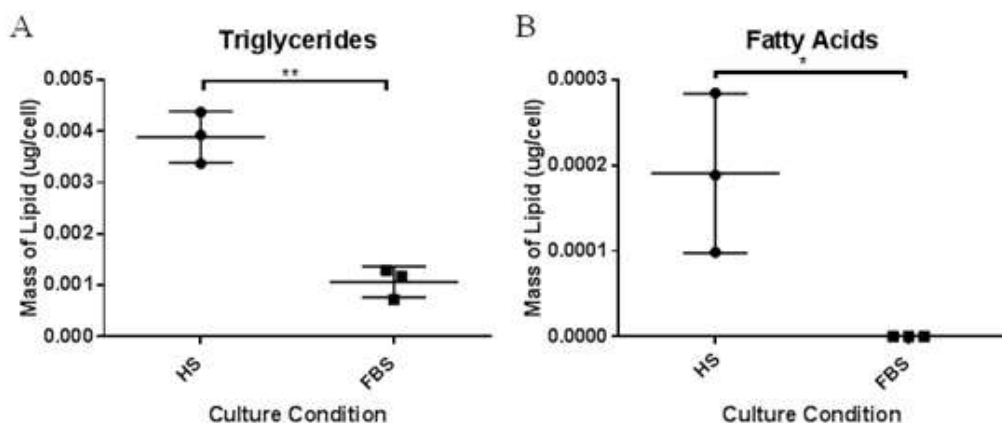 A
Triglycerides
**
0.005
0.004
0.003
0.002
0.001
0.000
Mass of Lipid (ug/cell)
HS
FBS
Culture Condition
B
Fatty Acids
*
0.0003
0.0002
0.0001
0.0000
Mass of Lipid (ug/cell)
HS
FBS
Culture Condition